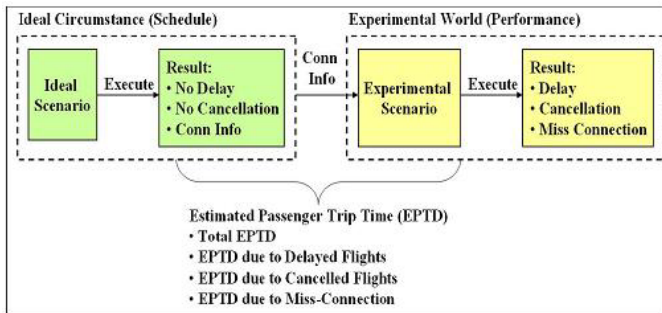 Ideal Circumstance (Schedule)
Experimental World (Performance)
Ideal
Scenario
Execute
Result:
• No Delay
• No Cancellation
• Conn Info
Conn
Info
Experimental
Scenario
Execute
Result:
• Delay
• Cancellation
• Miss Connection
Estimated Passenger Trip Time (EPTD)
• Total EPTD
• EPTD due to Delayed Flights
• EPTD due to Cancelled Flights
• EPTD due to Miss-Connection